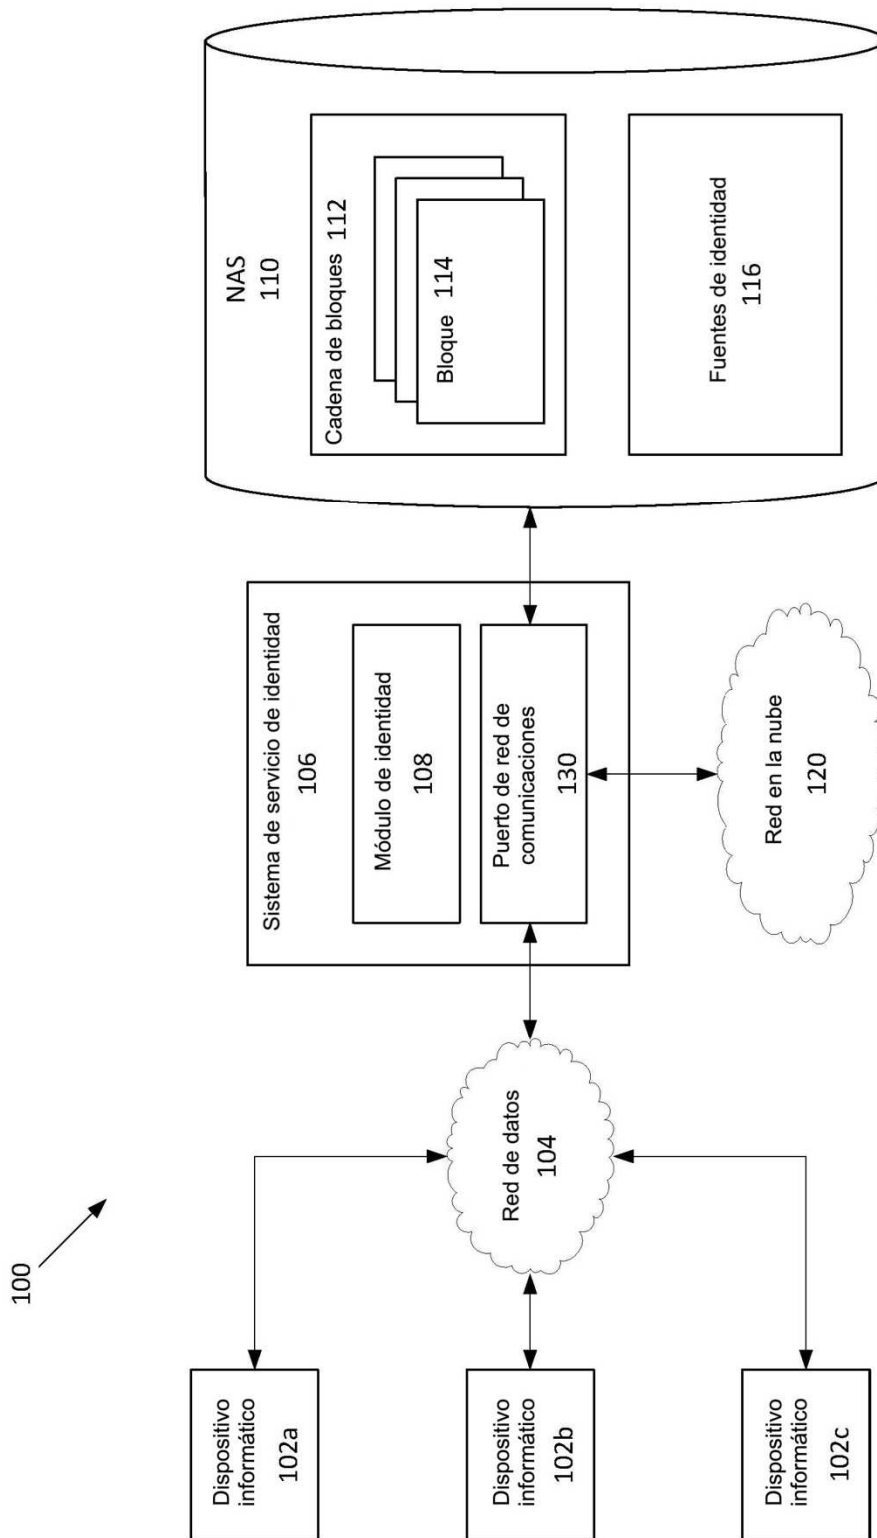 100
Dispositivo
informático
102a
Dispositivo
informático
102b
Dispositivo
informático
102c
Red de datos
104
Sistema de servicio de identidad
106
Módulo de identidad
108
Puerto de red de
comunicaciones
130
Red en la nube
120
NAS
110
Cadena de bloques 112
Bloque 114
Fuentes de identidad
116